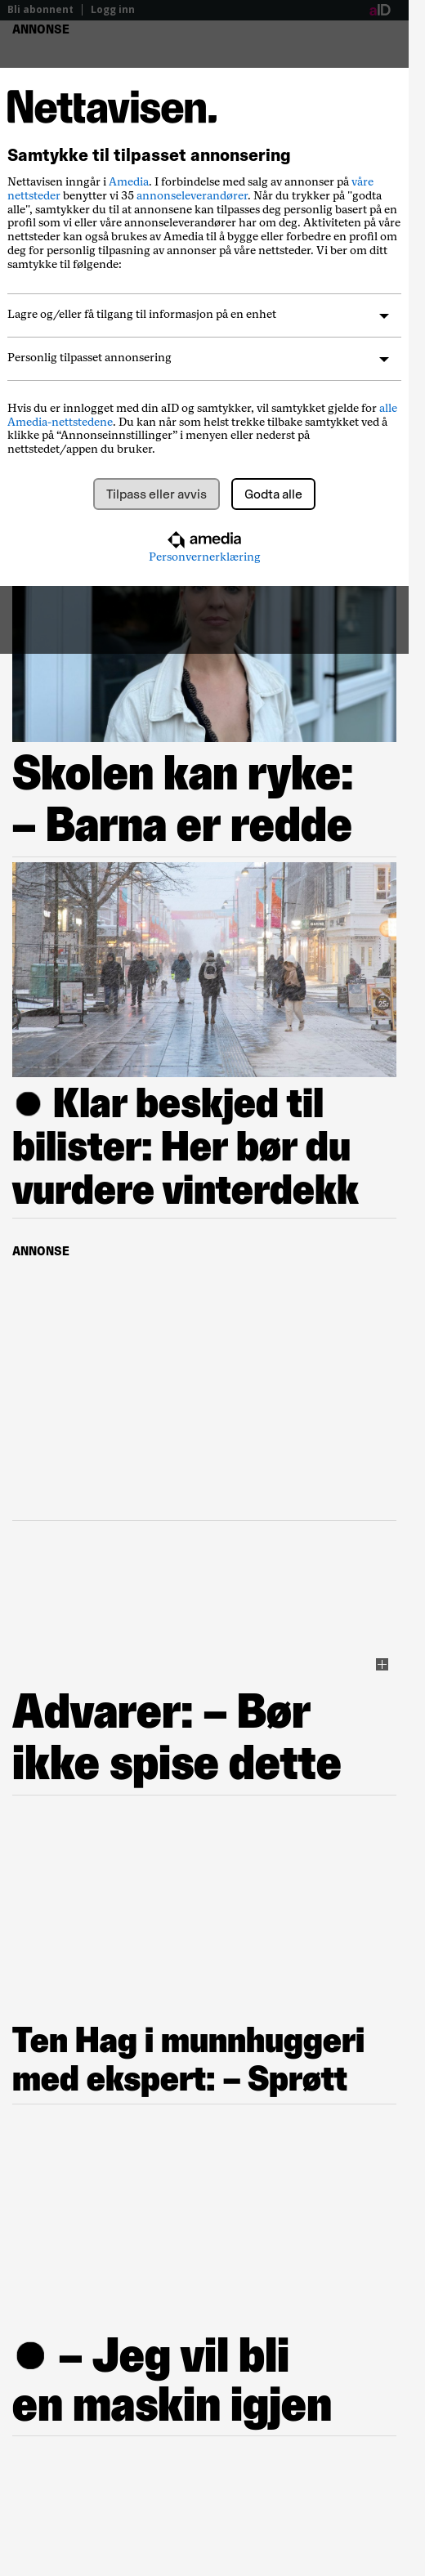 Bli abonnent | Logg inn
aID
ANNONSE
Nettavisen.
Samtykke til tilpasset annonsering
Nettavisen inngår i Amedia. I forbindelse med salg av annonser på våre
nettsteder benytter vi 35 annonseleverandører. Når du trykker på "godta
alle", samtykker du til at annonsene kan tilpasses deg personlig basert på en
profil som vi eller våre annonseleverandører har om deg. Aktiviteten på våre
nettsteder kan også brukes av Amedia til å bygge eller forbedre en profil om
deg for personlig tilpasning av annonser på våre nettsteder. Vi ber om ditt
samtykke til følgende:
Lagre og/eller få tilgang til informasjon på en enhet
Personlig tilpasset annonsering
Hvis du er innlogget med din aID og samtykker, vil samtykket gjelde for alle
Amedia-nettstedene. Du kan når som helst trekke tilbake samtykket ved å
klikke på “Annonseinnstillinger” i menyen eller nederst på
nettstedet/appen du bruker.
Tilpass eller avvis
Godta alle
amedia
Personvernerklæring
Skolen kan ryke:
– Barna er redde
● Klar beskjed til
bilister: Her bør du
vurdere vinterdekk
ANNONSE
Advarer: – Bør
ikke spise dette
Ten Hag i munnhuggeri
med ekspert: – Sprøtt
● – Jeg vil bli
en maskin igjen